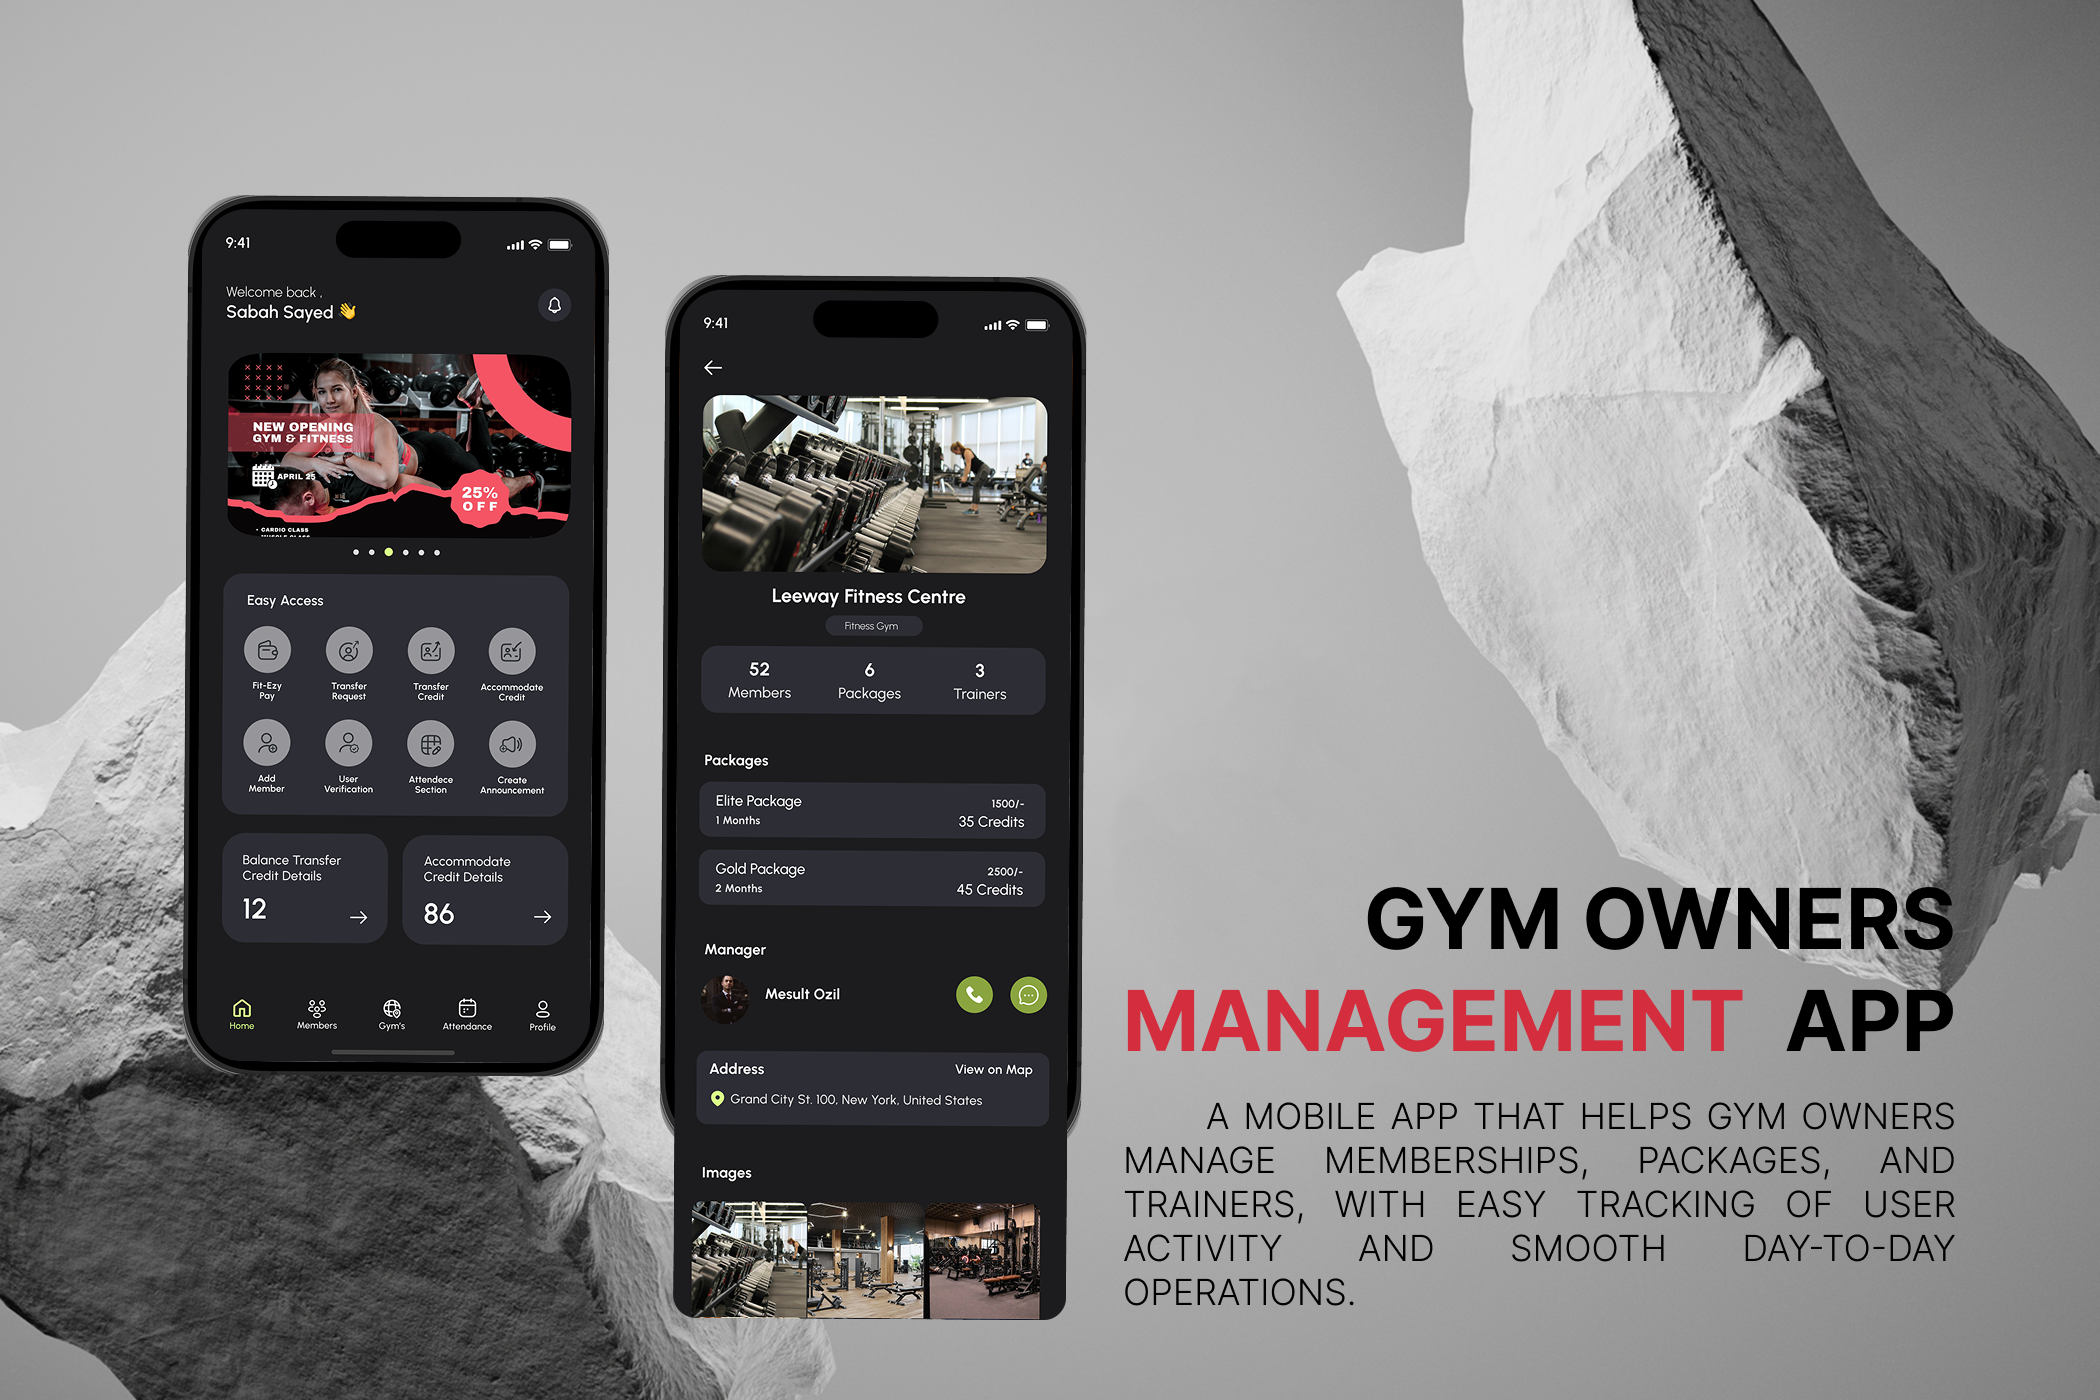 9:41
Welcome back ,
Sabah Sayed 👋
NEW OPENING
GYM & FITNESS
APRIL 25
25%
OFF
• CARDIO CLASS
MUSCLE CLASS
Easy Access
Fit-Ezy
Pay
Transfer
Request
Transfer
Credit
Accommodate
Credit
Add
Member
User
Verification
Attendece
Section
Create
Announcement
Balance Transfer
Credit Details
12
Accommodate
Credit Details
86
Home
Members
Gym's
Attendance
Profile
9:41
Leeway Fitness Centre
Fitness Gym
52
Members
6
Packages
3
Trainers
Packages
Elite Package
1500/-
1 Months
35 Credits
Gold Package
2500/-
2 Months
45 Credits
Manager
Mesult Ozil
Address
View on Map
Grand City St. 100, New York, United States
Images
GYM OWNERS
MANAGEMENT APP
A MOBILE APP THAT HELPS GYM OWNERS
MANAGE MEMBERSHIPS, PACKAGES, AND
TRAINERS, WITH EASY TRACKING OF USER
ACTIVITY AND SMOOTH DAY-TO-DAY
OPERATIONS.